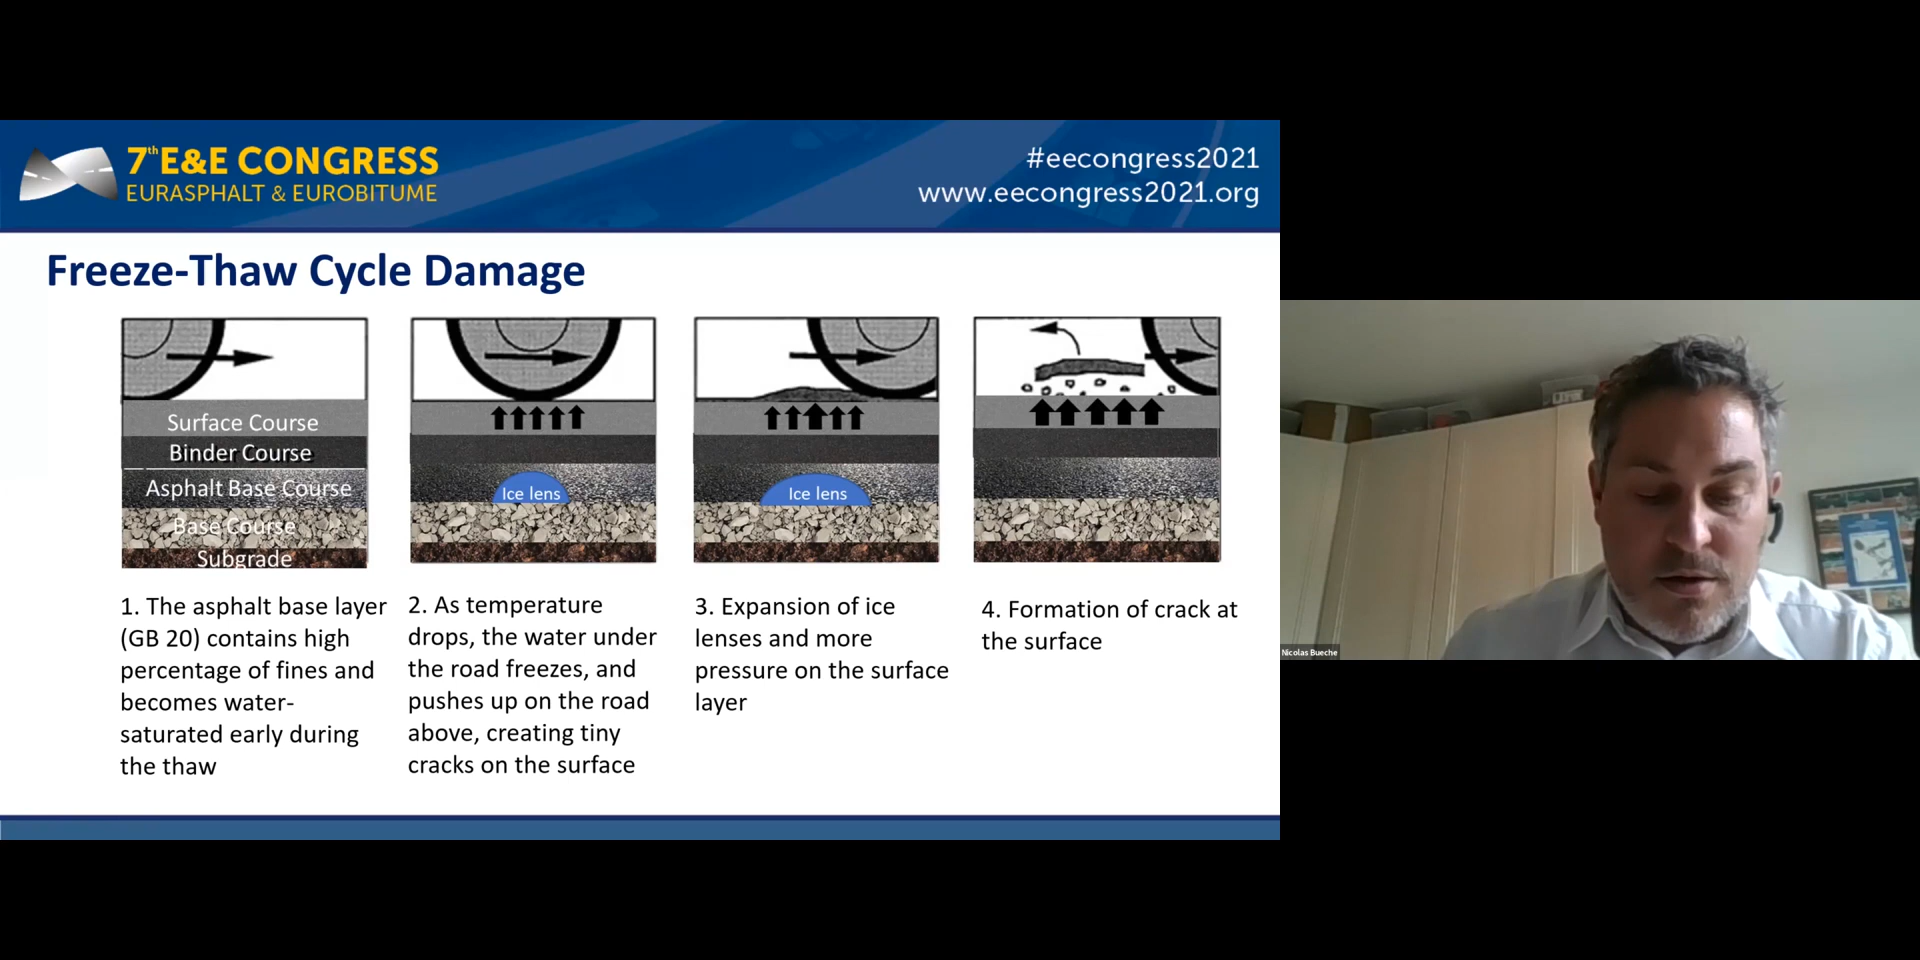 7th E&E CONGRESS
EURASPHALT & EUROBITUME
#eecongress2021
www.eecongress2021.org
Freeze-Thaw Cycle Damage
Surface Course
Binder Course
Asphalt Base Course
Base Course
Subgrade
Ice lens
Ice lens
1. The asphalt base layer
(GB 20) contains high
percentage of fines and
becomes water-
saturated early during
the thaw
2. As temperature
drops, the water under
the road freezes, and
pushes up on the road
above, creating tiny
cracks on the surface
3. Expansion of ice
lenses and more
pressure on the surface
layer
4. Formation of crack at
the surface
Nicolas Bueche